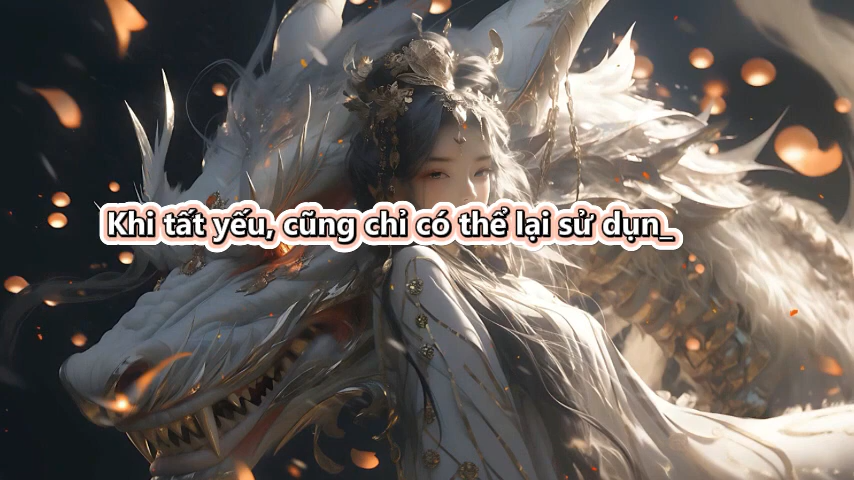 Khi tất yếu, cũng chỉ có thể lại sử dụn_